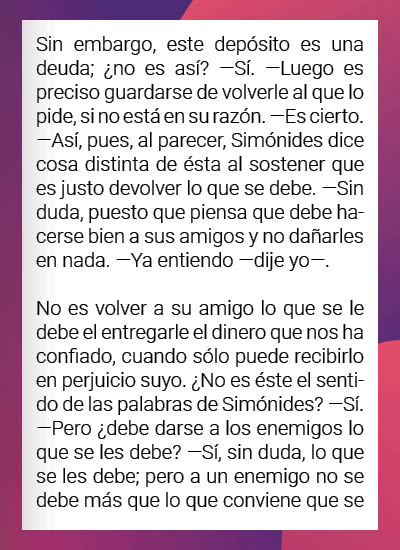 Sin embargo, este depósito es una
deuda; ¿no es así? —Sí. —Luego es
preciso guardarse de volverle al que lo
pide, si no está en su razón. —Es cierto.
—Así, pues, al parecer, Simónides dice
cosa distinta de ésta al sostener que
es justo devolver lo que se debe. —Sin
duda, puesto que piensa que debe ha-
cerse bien a sus amigos y no dañarles
en nada. —Ya entiendo —dije yo—.
No es volver a su amigo lo que se le
debe el entregarle el dinero que nos ha
confiado, cuando sólo puede recibirlo
en perjuicio suyo. ¿No es éste el senti-
do de las palabras de Simónides? —Sí.
—Pero ¿debe darse a los enemigos lo
que se les debe? —Sí, sin duda, lo que
se les debe; pero a un enemigo no se
debe más que lo que conviene que se